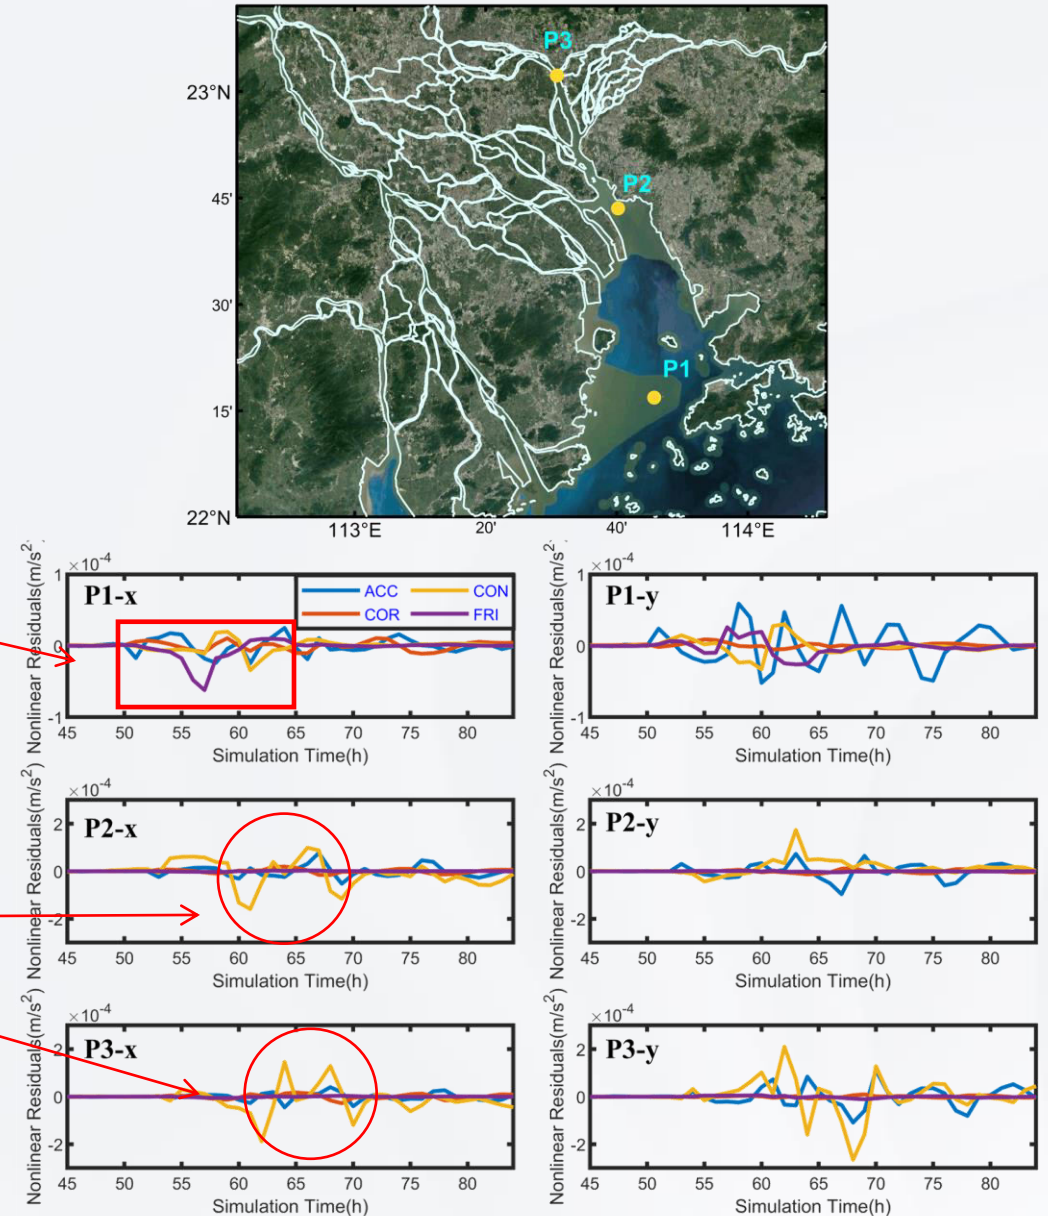 P3
23°N
45'
P2
30'
P1
15'
22°N
113°E 20' 40' 114°E
×10⁻⁴
P1-x
ACC CON
COR FRI
Nonlinear Residuals(m/s²)
1
0
-1
45 50 55 60 65 70 75 80
Simulation Time(h)
×10⁻⁴
P1-y
Nonlinear Residuals(m/s²)
1
0
-1
45 50 55 60 65 70 75 80
Simulation Time(h)
×10⁻⁴
P2-x
Nonlinear Residuals(m/s²)
2
0
-2
45 50 55 60 65 70 75 80
Simulation Time(h)
×10⁻⁴
P2-y
Nonlinear Residuals(m/s²)
2
0
-2
45 50 55 60 65 70 75 80
Simulation Time(h)
×10⁻⁴
P3-x
Nonlinear Residuals(m/s²)
2
0
-2
45 50 55 60 65 70 75 80
Simulation Time(h)
×10⁻⁴
P3-y
Nonlinear Residuals(m/s²)
2
0
-2
45 50 55 60 65 70 75 80
Simulation Time(h)